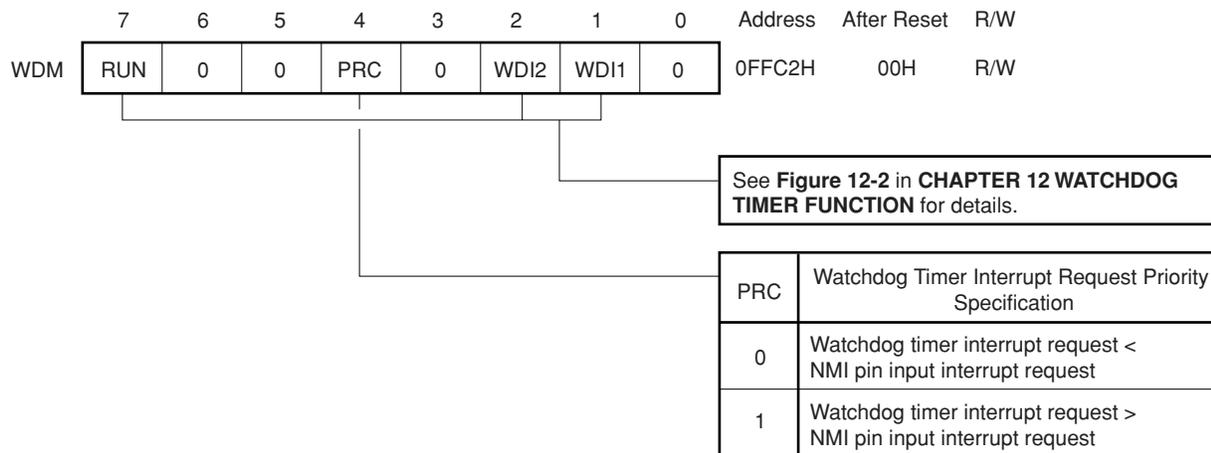 7 6 5 4 3 2 1 0 Address After Reset R/W
WDM RUN 0 0 PRC 0 WDI2 WDI1 0 0FFC2H 00H R/W
See Figure 12-2 in CHAPTER 12 WATCHDOG
TIMER FUNCTION for details.
PRC Watchdog Timer Interrupt Request Priority
Specification
0 Watchdog timer interrupt request <
NMI pin input interrupt request
1 Watchdog timer interrupt request >
NMI pin input interrupt request